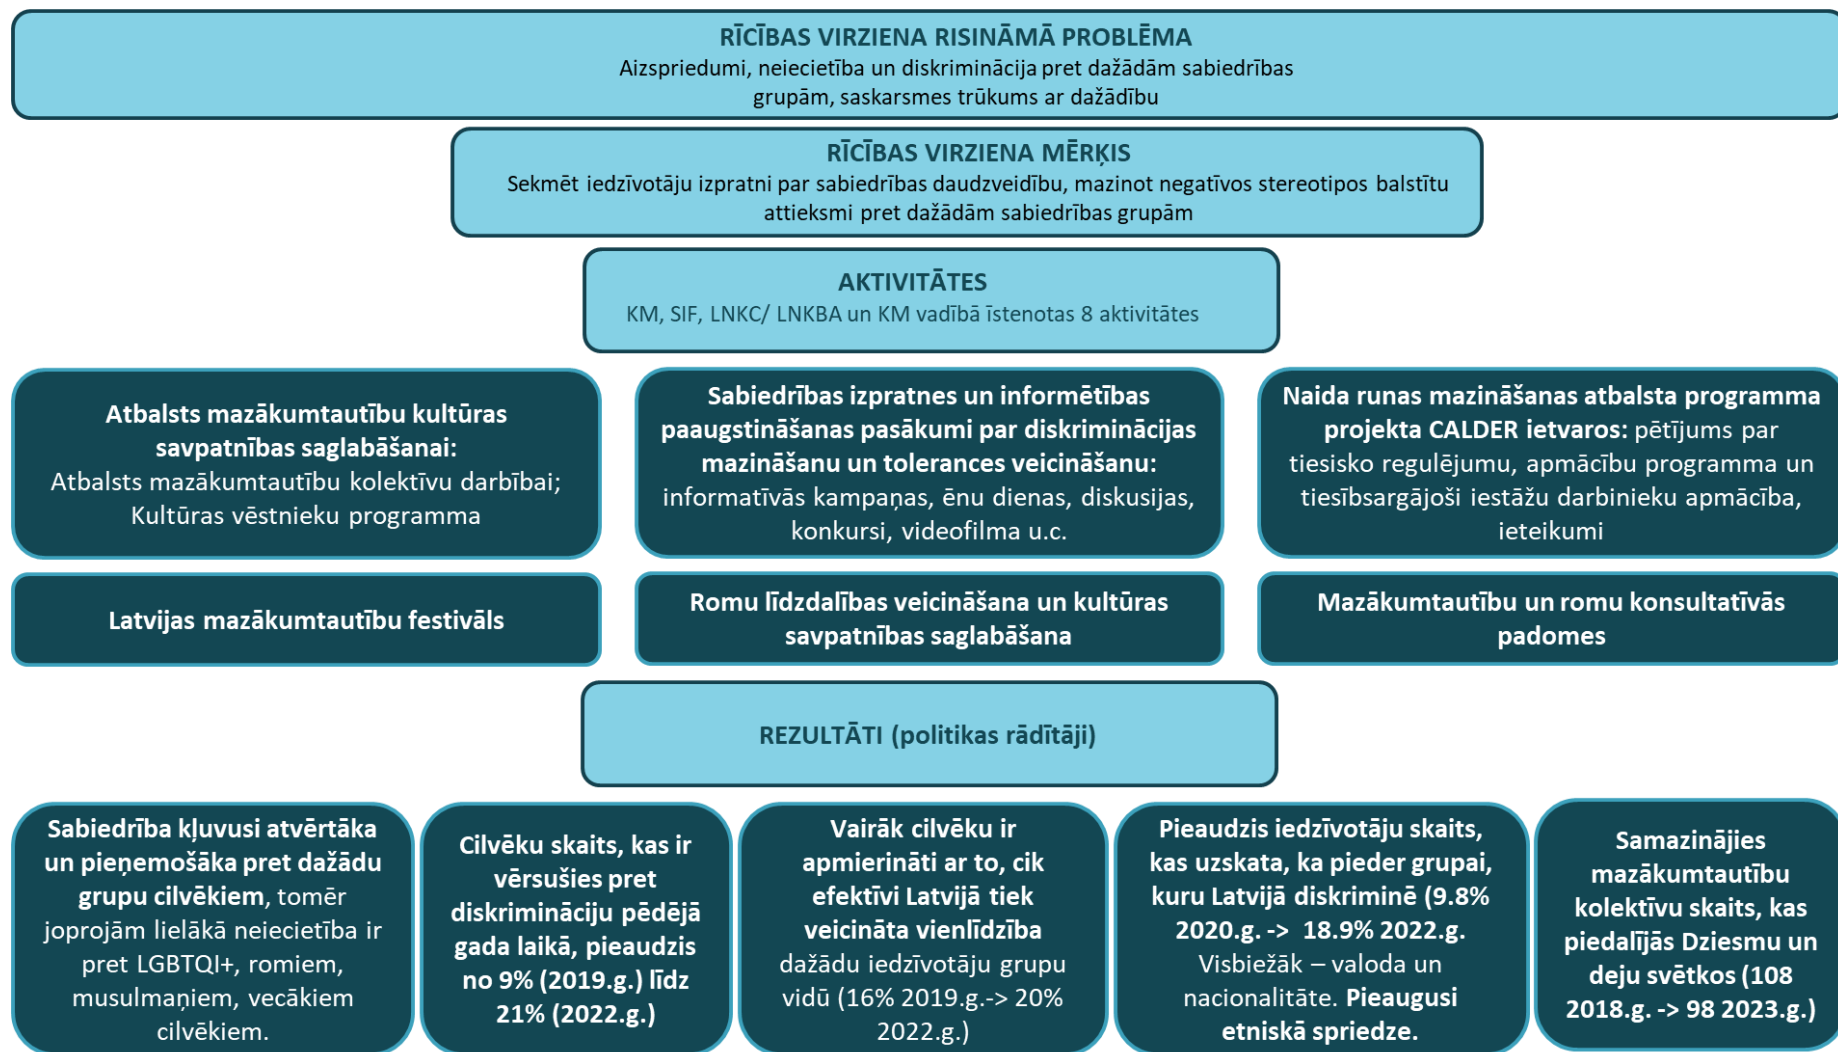 RĪCĪBAS VIRZIENA RISINĀMĀ PROBLĒMA
Aizspriedumi, neiecietība un diskriminācija pret dažādām sabiedrības
grupām, saskarsmes trūkums ar dažādību
RĪCĪBAS VIRZIENA MĒRĶIS
Sekmēt iedzīvotāju izpratni par sabiedrības daudzveidību, mazinot negatīvos stereotipos balstītu
attieksmi pret dažādām sabiedrības grupām
AKTIVITĀTES
KM, SIF, LNKC/ LNKBA un KM vadībā īstenotas 8 aktivitātes
Atbalsts mazākumtautību kultūras
savpatnības saglabāšanai:
Atbalsts mazākumtautību kolektīvu darbībai;
Kultūras vēstnieku programma
Sabiedrības izpratnes un informētības
paaugstināšanas pasākumi par diskriminācijas
mazināšanu un tolerances veicināšanu:
informatīvās kampaņas, ēnu dienas, diskusijas,
konkursi, videofilma u.c.
Naida runas mazināšanas atbalsta programma
projekta CALDER ietvaros: pētījums par
tiesisko regulējumu, apmācību programma un
tiesībsargājoši iestāžu darbinieku apmācība,
ieteikumi
Latvijas mazākumtautību festivāls
Romu līdzdalības veicināšana un kultūras
savpatnības saglabāšana
Mazākumtautību un romu konsultatīvās
padomes
REZULTĀTI (politikas rādītāji)
Sabiedrība kļuvusi atvērtāka
un pieņemošāka pret dažādu
grupu cilvēkiem, tomēr
joprojām lielākā neiecietība ir
pret LGBTQI+, romiem,
musulmaņiem, vecākiem
cilvēkiem.
Cilvēku skaits, kas ir
vērsušies pret
diskrimināciju pēdējā
gada laikā, pieaudzis
no 9% (2019.g.) līdz
21% (2022.g.)
Vairāk cilvēku ir
apmierināti ar to, cik
efektīvi Latvijā tiek
veicināta vienlīdzība
dažādu iedzīvotāju grupu
vidū (16% 2019.g.-> 20%
2022.g.)
Pieaudzis iedzīvotāju skaits,
kas uzskata, ka pieder grupai,
kuru Latvijā diskriminē (9.8%
2020.g. -> 18.9% 2022.g.
Visbiežāk – valoda un
nacionalitāte. Pieaugusi
etniskā spriedze.
Samazinājies
mazākumtautību
kolektīvu skaits, kas
piedalījās Dziesmu un
deju svētkos (108
2018.g. -> 98 2023.g.)